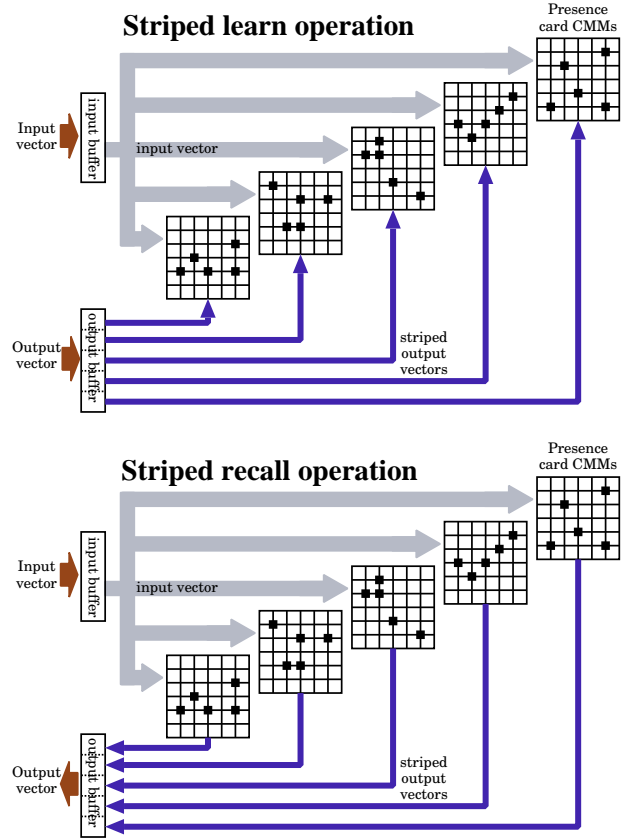 Striped learn operation
Presence
card CMMs
Input
vector
input buffer
input vector
Output
vector
output buffer
striped
output
vectors
Striped recall operation
Presence
card CMMs
Input
vector
input buffer
input vector
Output
vector
output buffer
striped
output
vectors